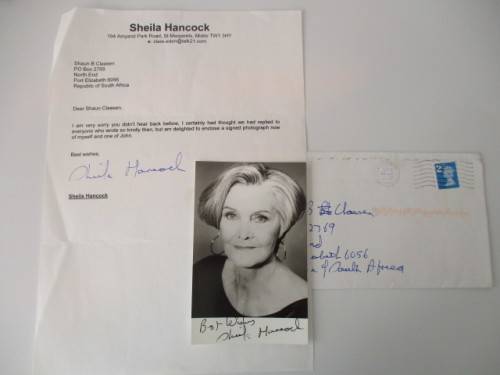 Sheila Hancock
Shaun B Claasen
PO Box 2769
North End
Port Elizabeth 6056
Republic of South Africa
Dear Shaun Claasen,
I am very sorry you didn't hear back before, I certainly had thought we had replied to
everyone who wrote so kindly then, but am delighted to enclose a signed photograph now
of myself and one of John.
Best wishes,
Sheila Hancock
Sheila Hancock
Best Wishes
Sheila Hancock
Claasen
2769
6056
South Africa